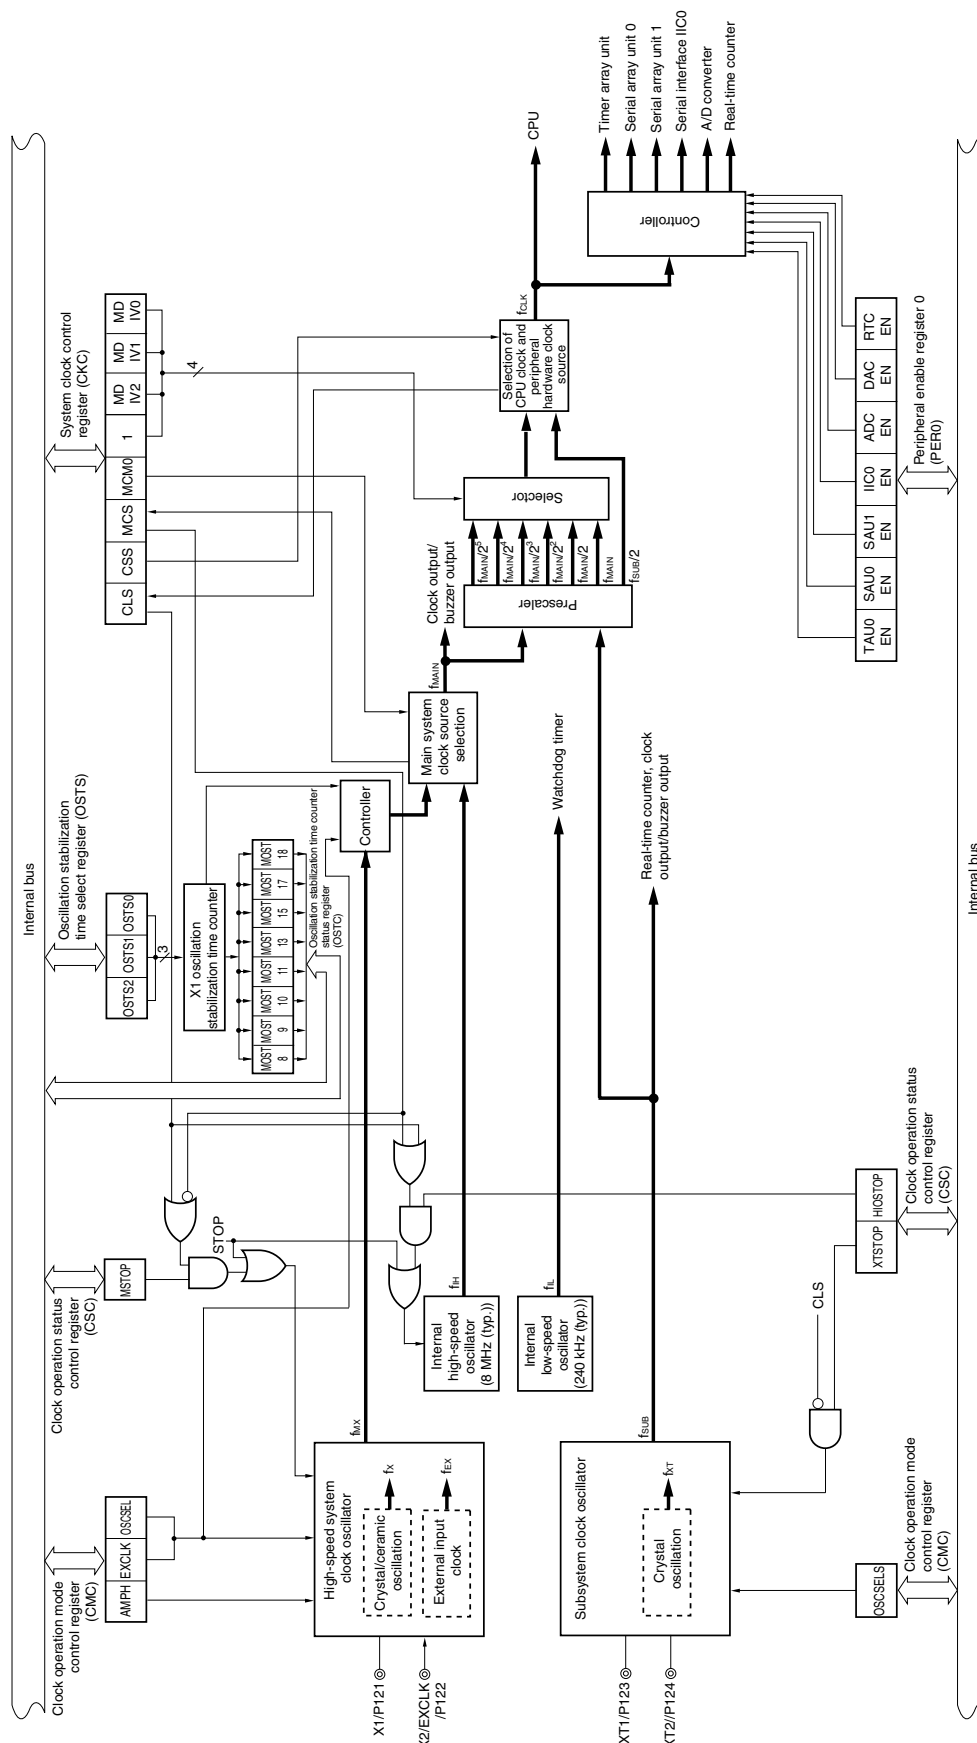 Internal bus
Clock operation mode
control register
(CMC)
AMPH
EXCLK
OSCSEL
Clock operation status
control register
(CSC)
MSTOP
Oscillation stabilization
time select register (OSTS)
OSTS2
OSTS1
OSTS0
3
X1 oscillation
stabilization time counter
MOST
8
MOST
9
MOST
10
MOST
11
MOST
13
MOST
15
MOST
17
MOST
18
Oscillation stabilization time counter
status register
(OSTC)
System clock control
register (CKC)
CLS
CSS
MCS
MCM0
1
MD
IV2
MD
IV1
MD
IV0
4
STOP
Controller
X1/P121
X2/EXCLK
/P122
High-speed system
clock oscillator
Crystal/ceramic
oscillation
fX
External input
clock
fEX
fMX
Internal
high-speed
oscillator
(8 MHz (typ.))
fIH
Internal
low-speed
oscillator
(240 kHz (typ.))
fIL
Watchdog timer
Main system
clock source
selection
fMAIN
Clock output/
buzzer output
Prescaler
fMAIN/2⁵
fMAIN/2⁴
fMAIN/2³
fMAIN/2²
fMAIN/2
fMAIN
fSUB/2
Selector
Selection of
CPU clock and
peripheral
hardware clock
source
fCLK
CPU
Controller
Timer array unit
Serial array unit 0
Serial array unit 1
Serial interface IIC0
A/D converter
Real-time counter
XT1/P123
XT2//P124
Subsystem clock oscillator
Crystal
oscillation
fXT
fSUB
Real-time counter, clock
output/buzzer output
CLS
OSCSELS
Clock operation mode
control register
(CMC)
XTSTOP
HIOSTOP
Clock operation status
control register
(CSC)
TAU0
EN
SAU0
EN
SAU1
EN
IIC0
EN
ADC
EN
DAC
EN
RTC
EN
Peripheral enable register 0
(PER0)
Internal bus